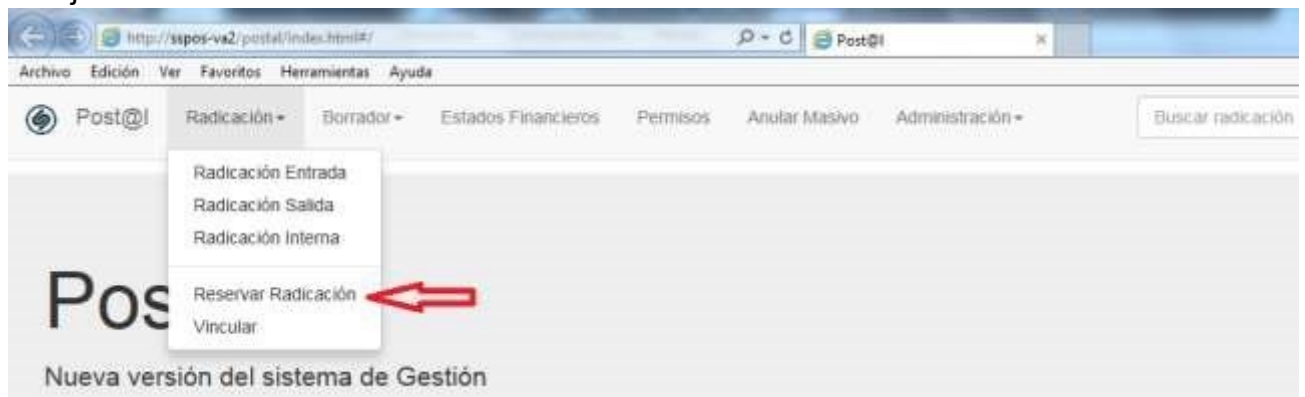 http://sspos-va2/postal/index.html#/
Post@l
Archivo Edición Ver Favoritos Herramientas Ayuda
Post@l Radicación Borrador Estados Financieros Permisos Anular Masivo Administración Buscar radicación
Radicación Entrada
Radicación Salida
Radicación Interna
Reservar Radicación
Vincular
Pos
Nueva versión del sistema de Gestión